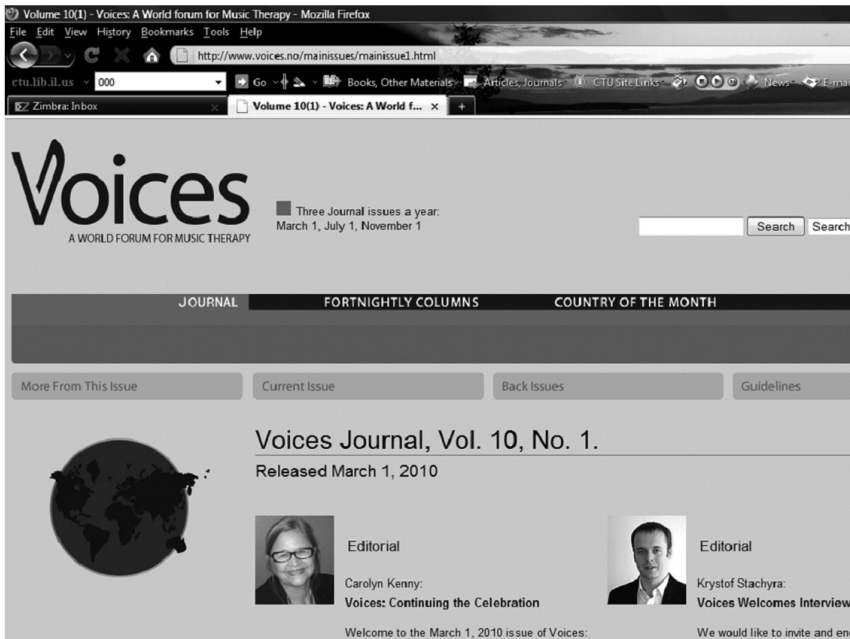 Volume 10(1) - Voices: A World forum for Music Therapy - Mozilla Firefox
File Edit View History Bookmarks Tools Help
http://www.voices.no/mainissues/mainissue1.html
ctu.lib.il.us 000 Go Books, Other Materials Articles, Journals CTU Site Links News E-mai
Zimbra: Inbox × Volume 10(1) - Voices: A World f... × +
Voices
A WORLD FORUM FOR MUSIC THERAPY
Three Journal issues a year:
March 1, July 1, November 1
Search Search
JOURNAL FORTNIGHTLY COLUMNS COUNTRY OF THE MONTH
More From This Issue Current Issue Back Issues Guidelines
Voices Journal, Vol. 10, No. 1.
Released March 1, 2010
Editorial
Carolyn Kenny:
Voices: Continuing the Celebration
Welcome to the March 1, 2010 issue of Voices:
Editorial
Krystof Stachyra:
Voices Welcomes Interview
We would like to invite and en